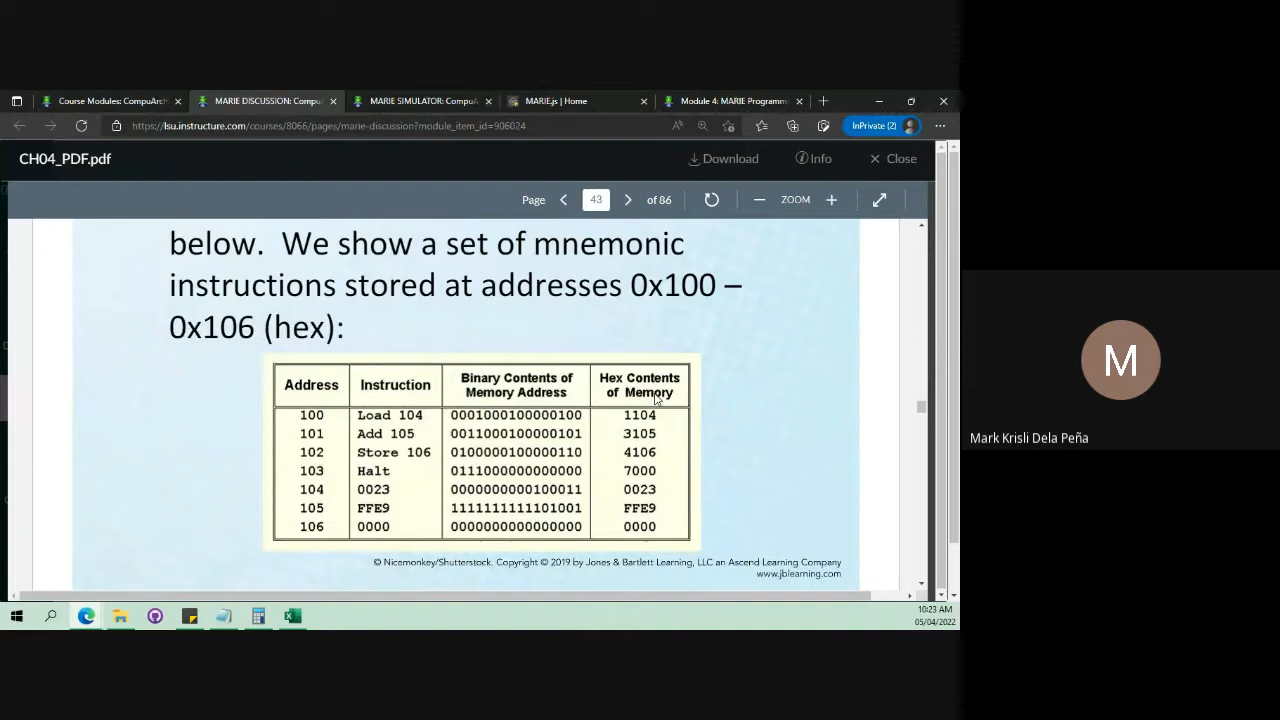 Course Modules: CompuArch
MARIE DISCUSSION: Compu
MARIE SIMULATOR: CompuA
MARIE.js | Home
Module 4: MARIE Programm
https://lsu.instructure.com/courses/8066/pages/marie-discussion?module_item_id=906024
InPrivate (2)
CH04_PDF.pdf
Download
Info
Close
Page
43
of 86
ZOOM
below. We show a set of mnemonic
instructions stored at addresses 0x100 –
0x106 (hex):
Address Instruction Binary Contents of Memory Address Hex Contents of Memory
100 Load 104 0001000100000100 1104
101 Add 105 0011000100000101 3105
102 Store 106 0100000100000110 4106
103 Halt 0111000000000000 7000
104 0023 0000000000100011 0023
105 FFE9 1111111111101001 FFE9
106 0000 0000000000000000 0000
© Nicemonkey/Shutterstock. Copyright © 2019 by Jones & Bartlett Learning, LLC an Ascend Learning Company
www.jblearning.com
10:23 AM
05/04/2022
M
Mark Krisli Dela Peña